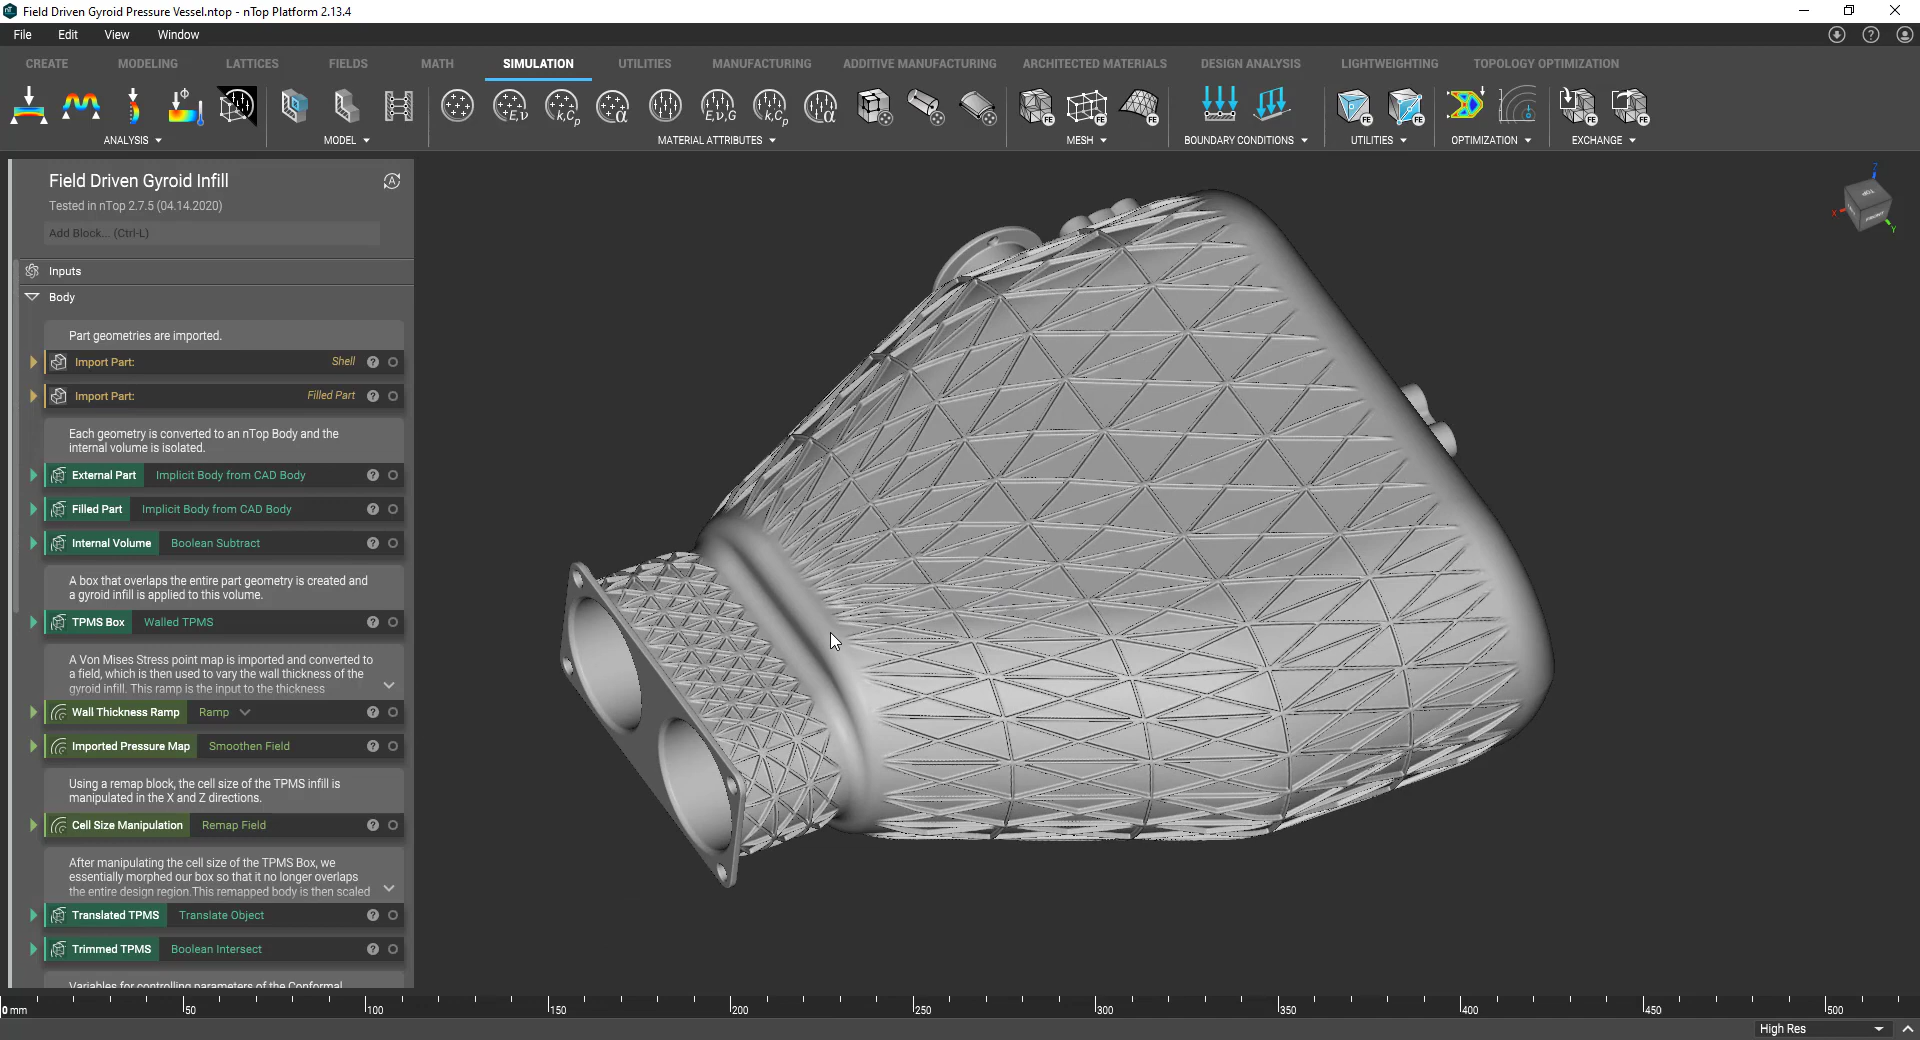 Field Driven Gyroid Pressure Vessel.ntop - nTop Platform 2.13.4
File Edit View Window
CREATE MODELING LATTICES FIELDS MATH SIMULATION UTILITIES MANUFACTURING ADDITIVE MANUFACTURING ARCHITECTED MATERIALS DESIGN ANALYSIS LIGHTWEIGHTING TOPOLOGY OPTIMIZATION
+E,ν k,Cp α E,ν,G k,Cp α FE FE FE FE FE FE FE
ANALYSIS MODEL MATERIAL ATTRIBUTES MESH BOUNDARY CONDITIONS UTILITIES OPTIMIZATION EXCHANGE
Field Driven Gyroid Infill
Tested in nTop 2.7.5 (04.14.2020)
Add Block... (Ctrl-L)
Inputs
Body
Part geometries are imported.
Import Part: Shell
Import Part: Filled Part
Each geometry is converted to an nTop Body and the
internal volume is isolated.
External Part Implicit Body from CAD Body
Filled Part Implicit Body from CAD Body
Internal Volume Boolean Subtract
A box that overlaps the entire part geometry is created and
a gyroid infill is applied to this volume.
TPMS Box Walled TPMS
A Von Mises Stress point map is imported and converted to
a field, which is then used to vary the wall thickness of the
gyroid infill. This ramp is the input to the thickness
Wall Thickness Ramp Ramp
Imported Pressure Map Smoothen Field
Using a remap block, the cell size of the TPMS infill is
manipulated in the X and Z directions.
Cell Size Manipulation Remap Field
After manipulating the cell size of the TPMS Box, we
essentially morphed our box so that it no longer overlaps
the entire design region.This remapped body is then scaled
Translated TPMS Translate Object
Trimmed TPMS Boolean Intersect
Variables for controlling parameters of the Conformal
Z
X
Y
TOP
FRONT
0 mm 50 100 150 200 250 300 350 400 450 500
High Res